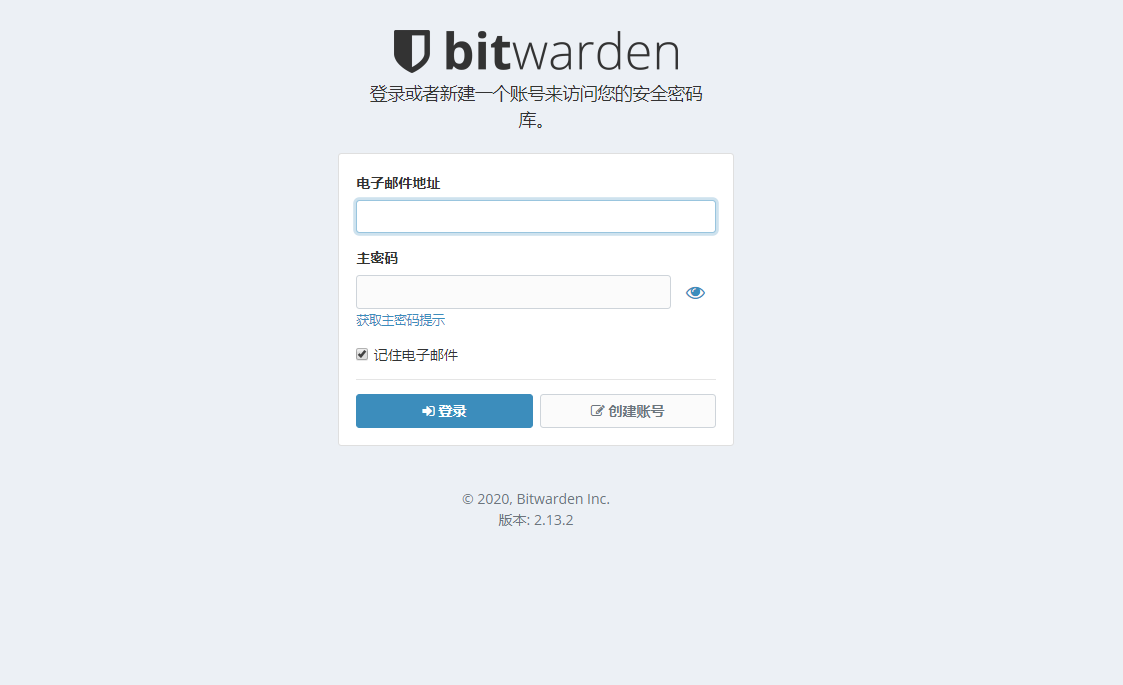 bitwarden
登录或者新建一个账号来访问您的安全密码
库。
电子邮件地址
主密码
获取主密码提示
记住电子邮件
登录 创建账号
© 2020, Bitwarden Inc.
版本: 2.13.2